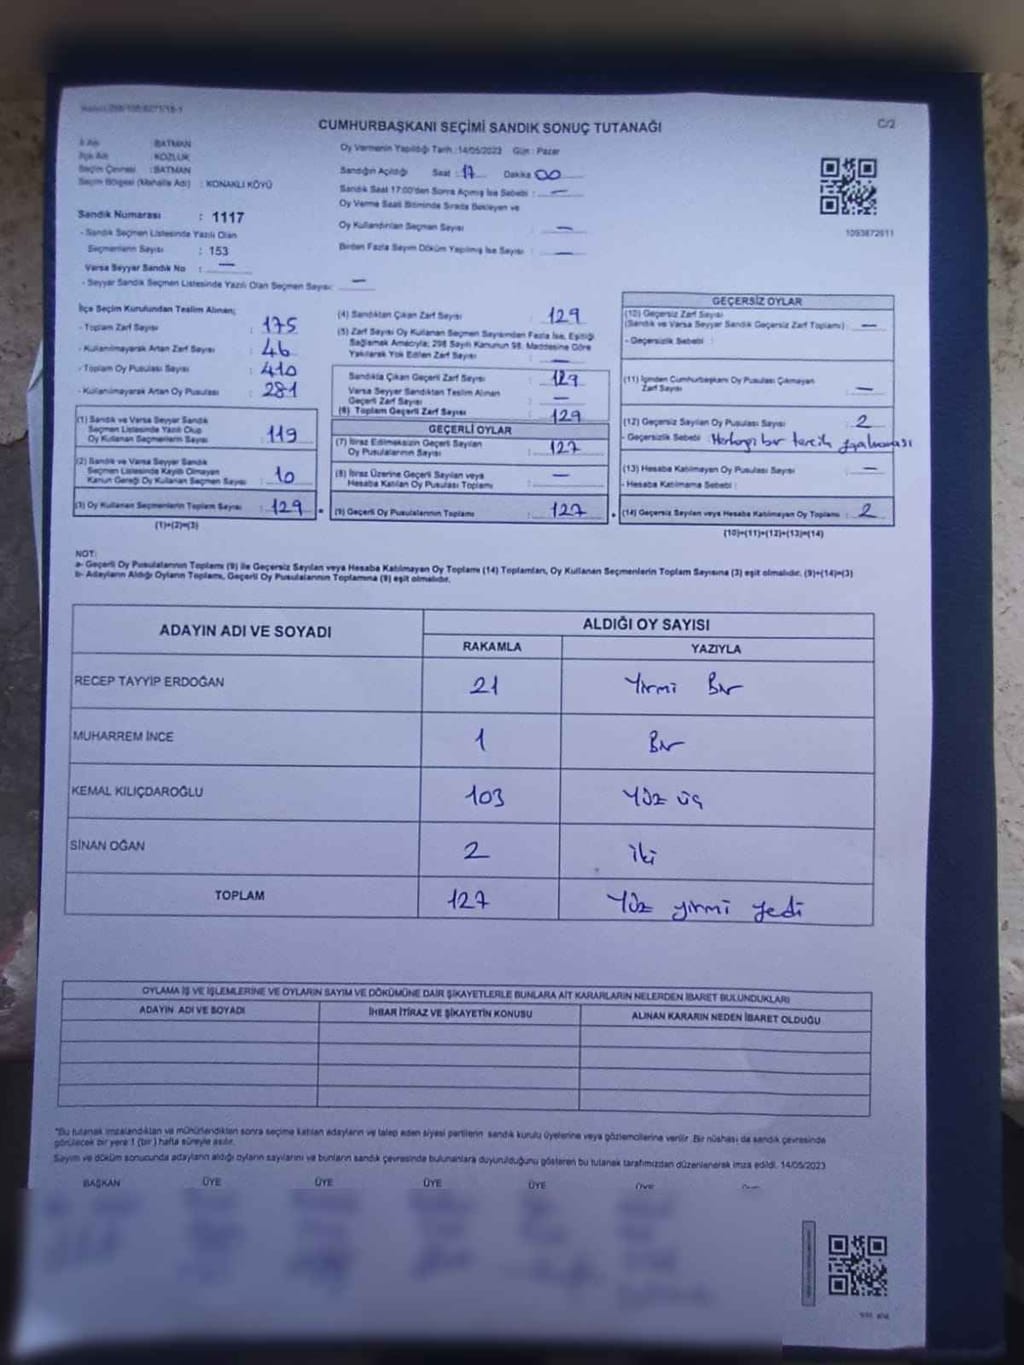 C/2
CUMHURBAŞKANI SEÇİMİ SANDIK SONUÇ TUTANAĞI
İl Adı : BATMAN
İlçe Adı : KOZLUK
Seçim Çevresi : BATMAN
Seçim Bölgesi (Mahalle Adı) : KONAKLI KÖYÜ
Sandık Numarası : 1117
- Sandık Seçmen Listesinde Yazılı Olan
Seçmenlerin Sayısı : 153
Varsa Seyyar Sandık No : —
- Seyyar Sandık Seçmen Listesinde Yazılı Olan Seçmen Sayısı: —
Oy Vermenin Yapıldığı Tarih :14/05/2023 Gün : Pazar
Sandığın Açıldığı Saat : 17 Dakika 00
Sandık Saat 17:00'den Sonra Açılmış İse Sebebi : —
Oy Verme Saati Bitiminde Sırada Bekleyen ve
Oy Kullandırılan Seçmen Sayısı —
Birden Fazla Sayım Döküm Yapılmış İse Sayısı —
1093872611
İlçe Seçim Kurulundan Teslim Alınan;
- Toplam Zarf Sayısı : 175
- Kullanılmayarak Artan Zarf Sayısı : 46
- Toplam Oy Pusulası Sayısı : 410
- Kullanılmayarak Artan Oy Pusulası : 281
(1) Sandık ve Varsa Seyyar Sandık
Seçmen Listesinde Yazılı Olup
Oy Kullanan Seçmenlerin Sayısı : 119
(2) Sandık ve Varsa Seyyar Sandık
Seçmen Listesinde Kayıtlı Olmayan
Kanun Gereği Oy Kullanan Seçmen Sayısı : 10
(3) Oy Kullanan Seçmenlerin Toplam Sayısı : 129
(1)+(2)=(3)
(4) Sandıktan Çıkan Zarf Sayısı : 129
(5) Zarf Sayısı Oy Kullanan Seçmen Sayısından Fazla İse, Eşitliği
Sağlamak Amacıyla; 298 Sayılı Kanunun 98. Maddesine Göre
Yakılarak Yok Edilen Zarf Sayısı : —
Sandıkta Çıkan Geçerli Zarf Sayısı : 129
Varsa Seyyar Sandıktan Teslim Alınan
Geçerli Zarf Sayısı : —
(6) Toplam Geçerli Zarf Sayısı : 129
GEÇERLİ OYLAR
(7) İtiraz Edilmeksizin Geçerli Sayılan
Oy Pusulalarının Sayısı : 127
(8) İtiraz Üzerine Geçerli Sayılan veya
Hesaba Katılan Oy Pusulası Toplamı : —
(9) Geçerli Oy Pusulalarının Toplamı : 127
GEÇERSİZ OYLAR
(10) Geçersiz Zarf Sayısı
(Sandık ve Varsa Seyyar Sandık Geçersiz Zarf Toplamı) : —
- Geçersizlik Sebebi :
(11) İçinden Cumhurbaşkanı Oy Pusulası Çıkmayan
Zarf Sayısı : —
(12) Geçersiz Sayılan Oy Pusulası Sayısı : 2
- Geçersizlik Sebebi Herhangi bir tercih
(13) Hesaba Katılmayan Oy Pusulası Sayısı : —
- Hesaba Katılmama Sebebi :
(14) Geçersiz Sayılan veya Hesaba Katılmayan Oy Toplamı : 2
(10)+(11)+(12)+(13)=(14)
NOT:
a- Geçerli Oy Pusulalarının Toplamı (9) ile Geçersiz Sayılan veya Hesaba Katılmayan Oy Toplamı (14) Toplamları, Oy Kullanan Seçmenlerin Toplam Sayısına (3) eşit olmalıdır. (9)+(14)=(3)
b- Adayların Aldığı Oyların Toplamı, Geçerli Oy Pusulalarının Toplamına (9) eşit olmalıdır.
ADAYIN ADI VE SOYADI
ALDIĞI OY SAYISI
RAKAMLA YAZIYLA
RECEP TAYYİP ERDOĞAN 21 Yirmi Bir
MUHARREM İNCE 1 Bir
KEMAL KILIÇDAROĞLU 103 Yüz üç
SİNAN OĞAN 2 iki
TOPLAM 127 Yüz yirmi yedi
OYLAMA İŞ VE İŞLEMLERİNE VE OYLARIN SAYIM VE DÖKÜMÜNE DAİR ŞİKAYETLERLE BUNLARA AİT KARARLARIN NELERDEN İBARET BULUNDUKLARI
ADAYIN ADI VE SOYADI İHBAR İTİRAZ VE ŞİKAYETİN KONUSU ALINAN KARARIN NEDEN İBARET OLDUĞU
*Bu tutanak imzalandıktan ve mühürlendikten sonra seçime katılan adayların ve talep eden siyasi partilerin sandık kurulu üyelerine veya gözlemcilerine verilir. Bir nüshası da sandık çevresinde
görülecek bir yere 1 (bir) hafta süreyle asılır.
Sayım ve döküm sonucunda adayların aldığı oyların sayılarını ve bunların sandık çevresinde bulunanlara duyurulduğunu gösteren bu tutanak tarafımızdan düzenlenerek imza edildi. 14/05/2023
BAŞKAN ÜYE ÜYE ÜYE ÜYE ÜYE